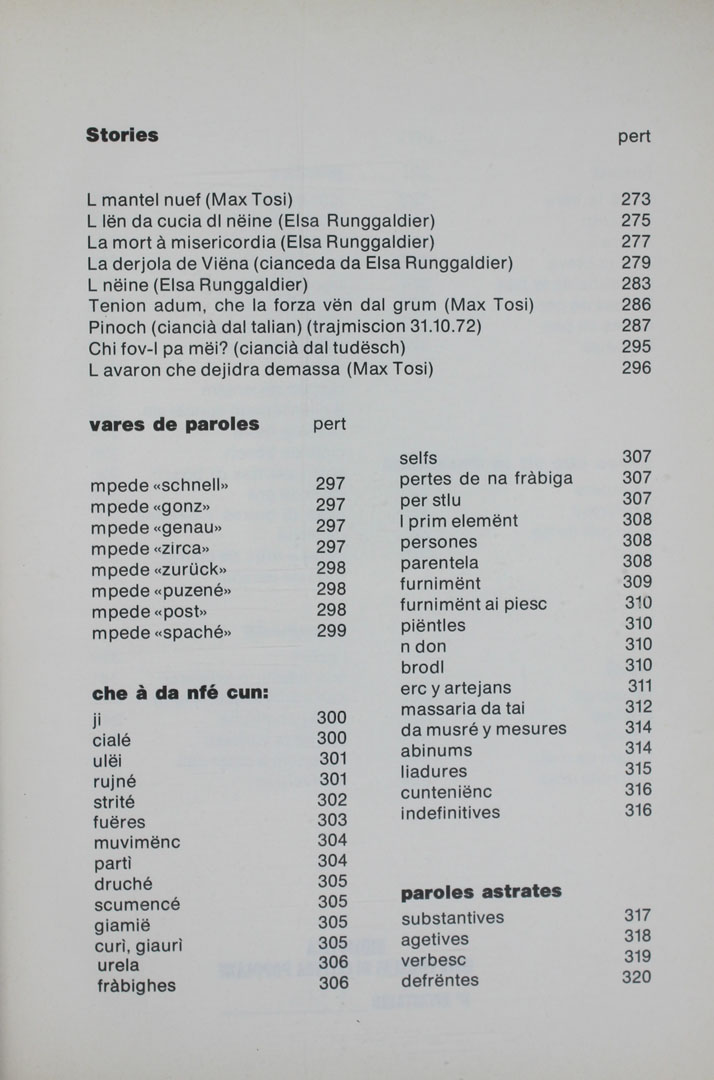 Stories pert
L mantel nuef (Max Tosi) 273
L lën da cucia dl nëine (Elsa Runggaldier) 275
La mort à misericordia (Elsa Runggaldier) 277
La derjola de Viëna (cianceda da Elsa Runggaldier) 279
L nëine (Elsa Runggaldier) 283
Tenion adum, che la forza vën dal grum (Max Tosi) 286
Pinoch (ciancià dal talian) (trajmiscion 31.10.72) 287
Chi fov-l pa mëi? (ciancià dal tudësch) 295
L avaron che dejidra demassa (Max Tosi) 296
vares de paroles pert
mpede «schnell» 297
mpede «gonz» 297
mpede «genau» 297
mpede «zirca» 297
mpede «zurück» 298
mpede «puzené» 298
mpede «post» 298
mpede «spaché» 299
che à da nfé cun:
ji 300
cialé 300
ulëi 301
rujné 301
strité 302
fuëres 303
muvimënc 304
partì 304
druché 305
scumencé 305
giamië 305
curì, giaurì 305
urela 306
fràbighes 306
selfs 307
pertes de na fràbiga 307
per stlu 307
l prim elemënt 308
persones 308
parentela 308
furnimënt 309
furnimënt ai piesc 310
piëntles 310
n don 310
brodl 310
erc y artejans 311
massaria da tai 312
da musré y mesures 314
abinums 314
liadures 315
cunteniënc 316
indefinitives 316
paroles astrates
substantives 317
agetives 318
verbesc 319
defrëntes 320